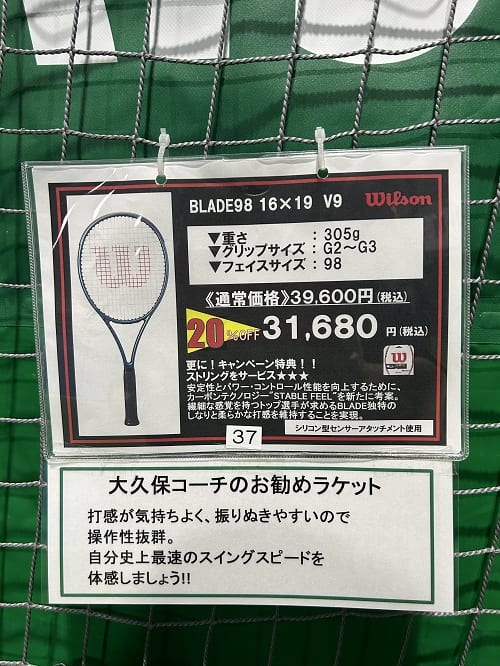 BLADE98 16×19 V9 Wilson
▼重さ : 305g
▼グリップサイズ : G2～G3
▼フェイスサイズ : 98
《通常価格》39,600円(税込)
20%OFF 31,680円(税込)
更に！キャンペーン特典！！
ストリングをサービス★★★
安定性とパワー・コントロール性能を向上するために、
カーボンテクノロジー"STABLE FEEL"を新たに考案。
繊細な感覚を持つトップ選手が求めるBLADE独特の
しなりと柔らかな打感を維持することを実現。
シリコン型センサーアタッチメント使用
37
大久保コーチのお勧めラケット
打感が気持ちよく、振りぬきやすいので
操作性抜群。
自分史上最速のスイングスピードを
体感しましょう!!